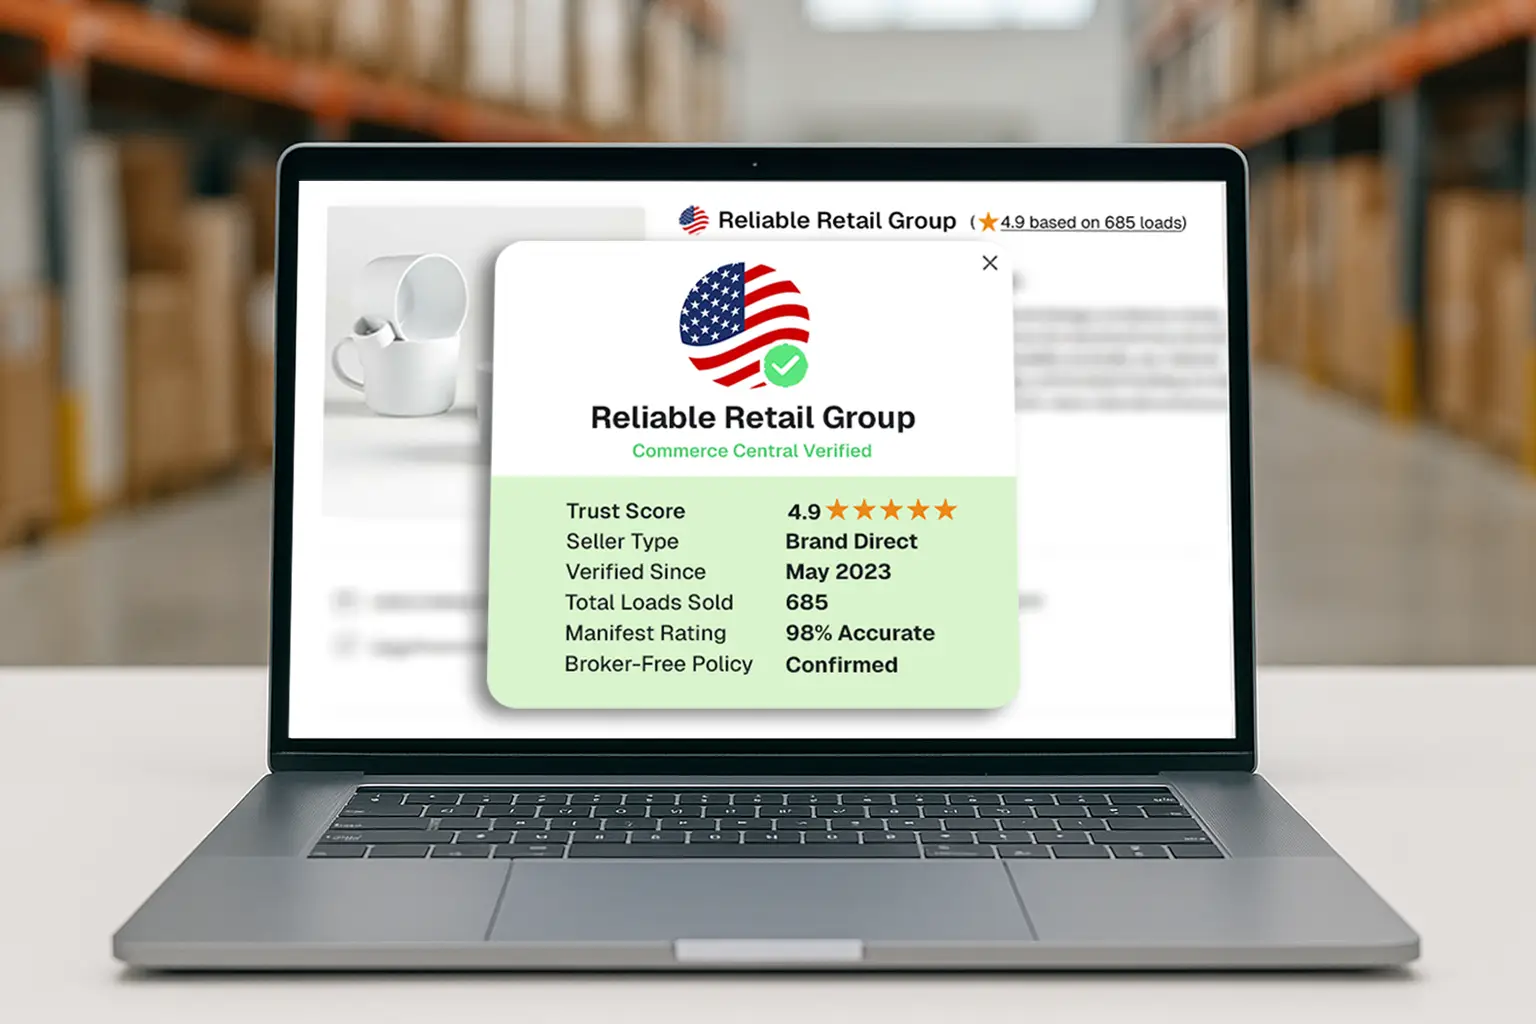 Reliable Retail Group (★4.9 based on 685 loads)
Reliable Retail Group
Commerce Central Verified
Trust Score 4.9 ★★★★★
Seller Type Brand Direct
Verified Since May 2023
Total Loads Sold 685
Manifest Rating 98% Accurate
Broker-Free Policy Confirmed